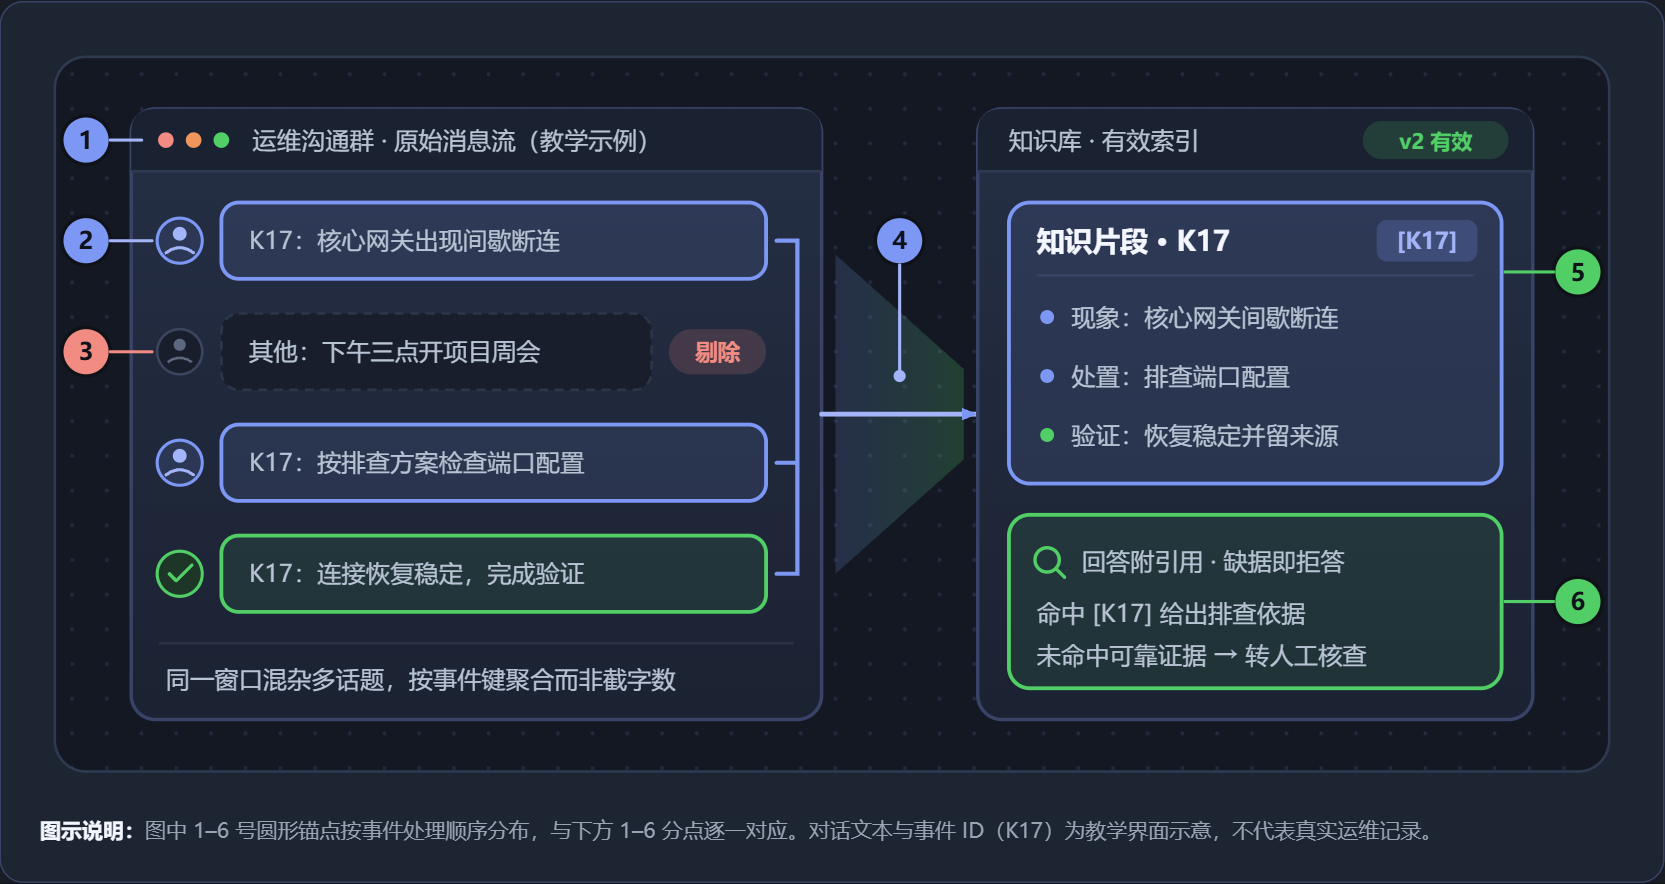 1
运维沟通群 · 原始消息流（教学示例）
2
K17：核心网关出现间歇断连
3
其他：下午三点开项目周会
剔除
K17：按排查方案检查端口配置
K17：连接恢复稳定，完成验证
同一窗口混杂多话题，按事件键聚合而非截字数
4
知识库 · 有效索引
v2 有效
知识片段 • K17
[K17]
5
现象：核心网关间歇断连
处置：排查端口配置
验证：恢复稳定并留来源
回答附引用 · 缺据即拒答
6
命中 [K17] 给出排查依据
未命中可靠证据 → 转人工核查
图示说明：图中 1–6 号圆形锚点按事件处理顺序分布，与下方 1–6 分点逐一对应。对话文本与事件 ID（K17）为教学界面示意，不代表真实运维记录。